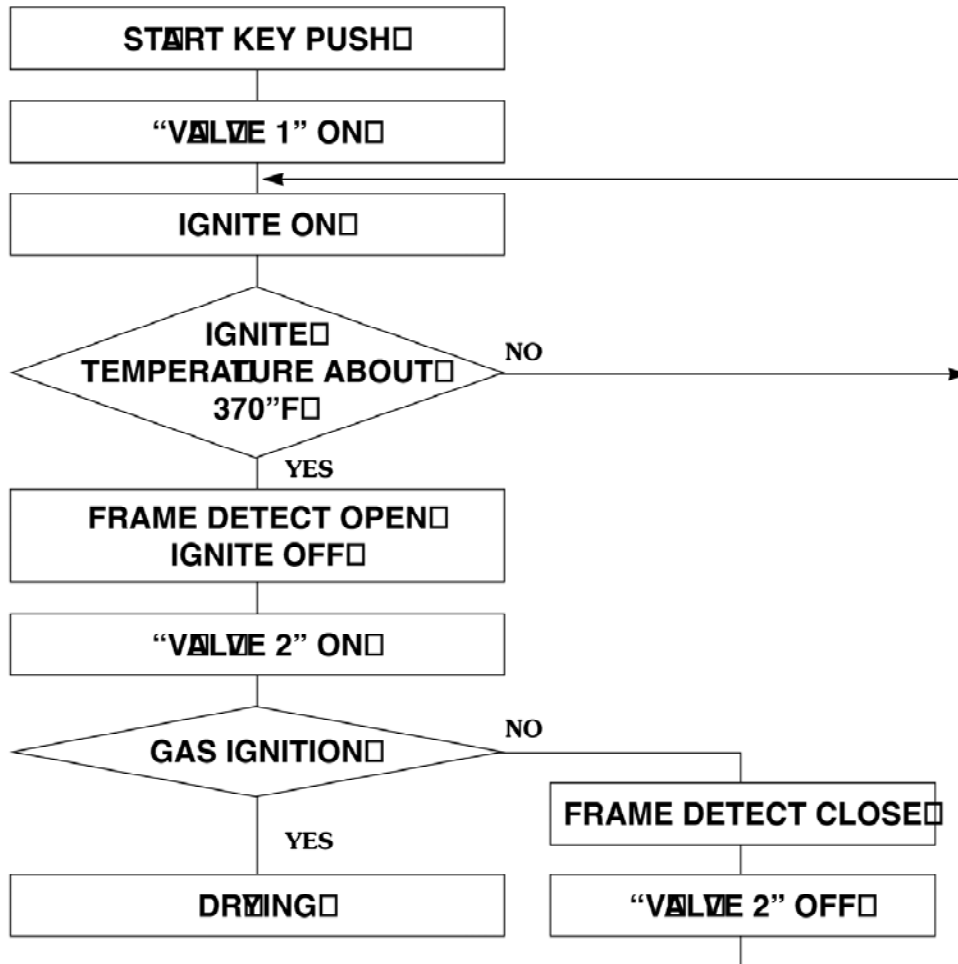 START KEY PUSH
“VALVE 1” ON
IGNITE ON
IGNITE
TEMPERATURE ABOUT
370”F
NO
YES
FRAME DETECT OPEN
IGNITE OFF
“VALVE 2” ON
GAS IGNITION
NO
YES
FRAME DETECT CLOSED
DRYING
“VALVE 2” OFF